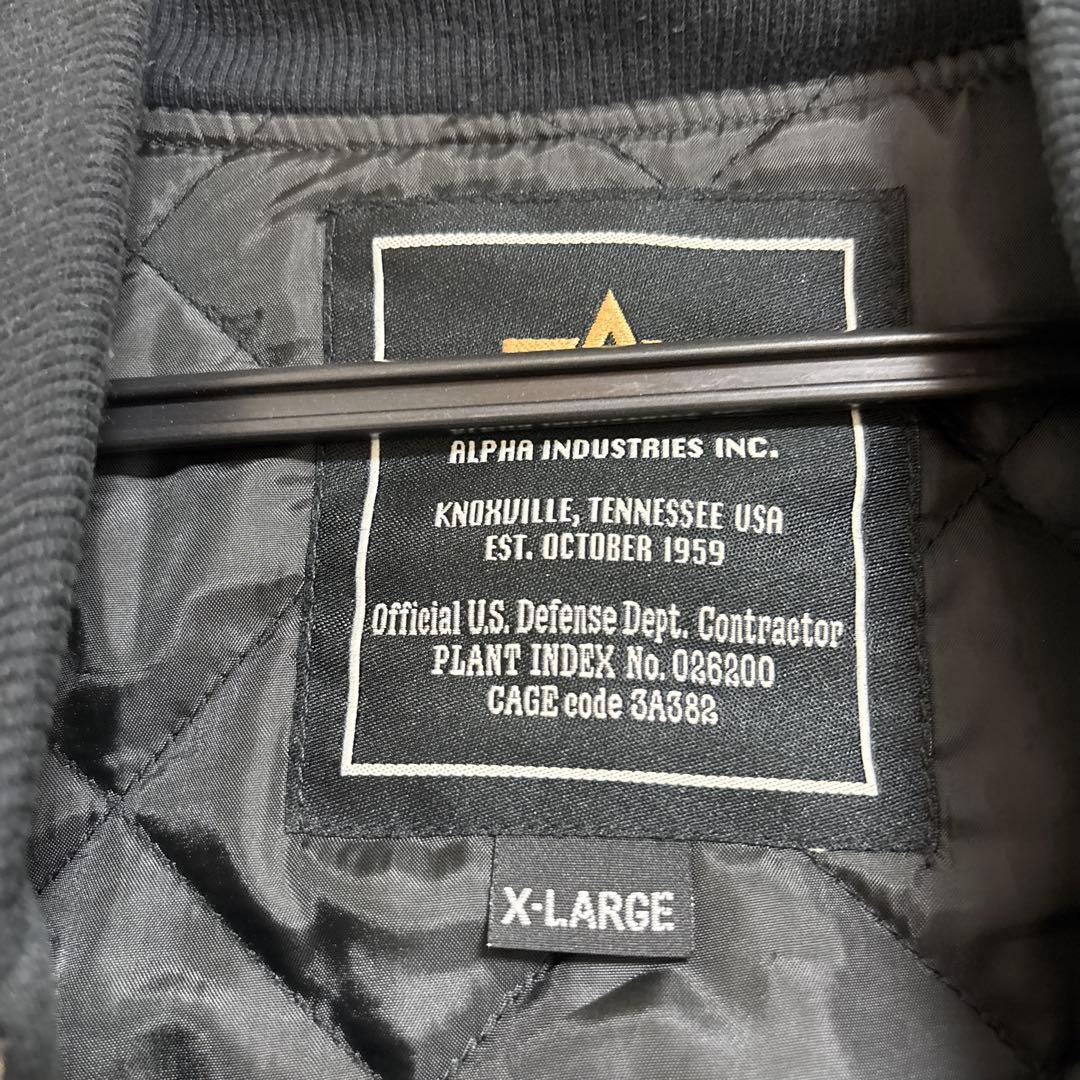 ALPHA INDUSTRIES INC.
KNOXVILLE, TENNESSEE USA
EST. OCTOBER 1959
Official U.S. Defense Dept. Contractor
PLANT INDEX No. 026200
CAGE code 3A382
X-LARGE